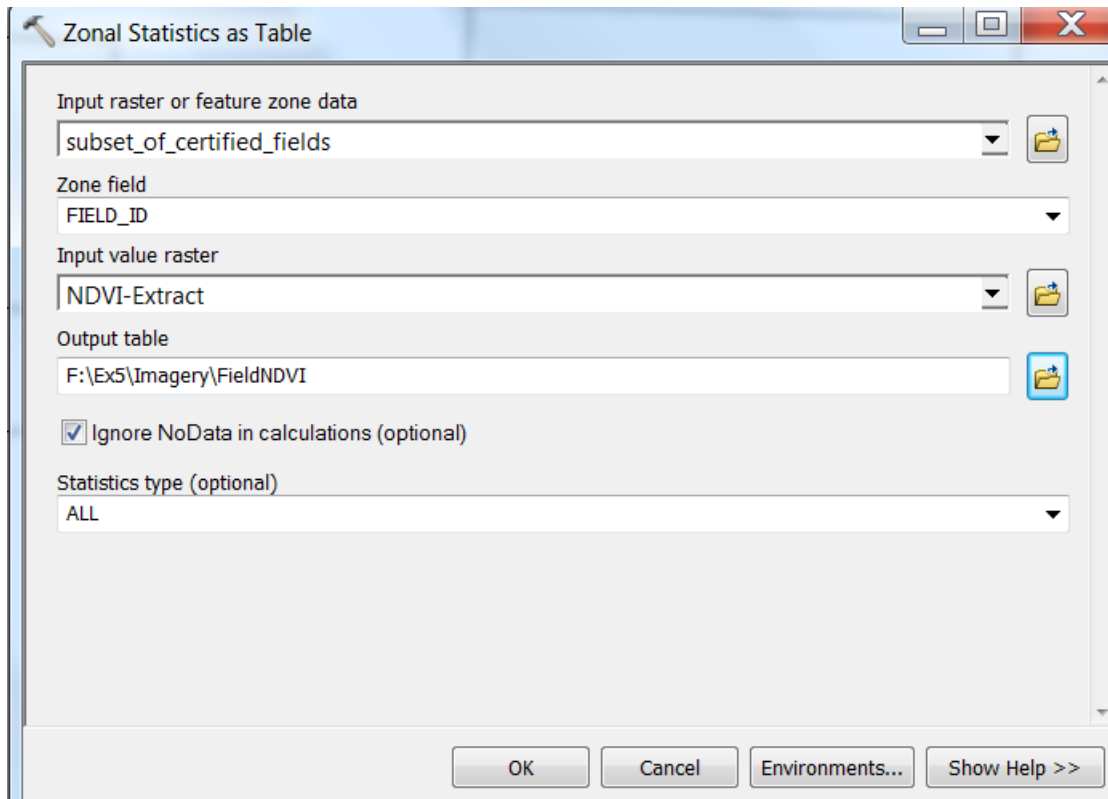 Zonal Statistics as Table
Input raster or feature zone data
subset_of_certified_fields
Zone field
FIELD_ID
Input value raster
NDVI-Extract
Output table
F:\Ex5\Imagery\FieldNDVI
Ignore NoData in calculations (optional)
Statistics type (optional)
ALL
OK Cancel Environments... Show Help >>